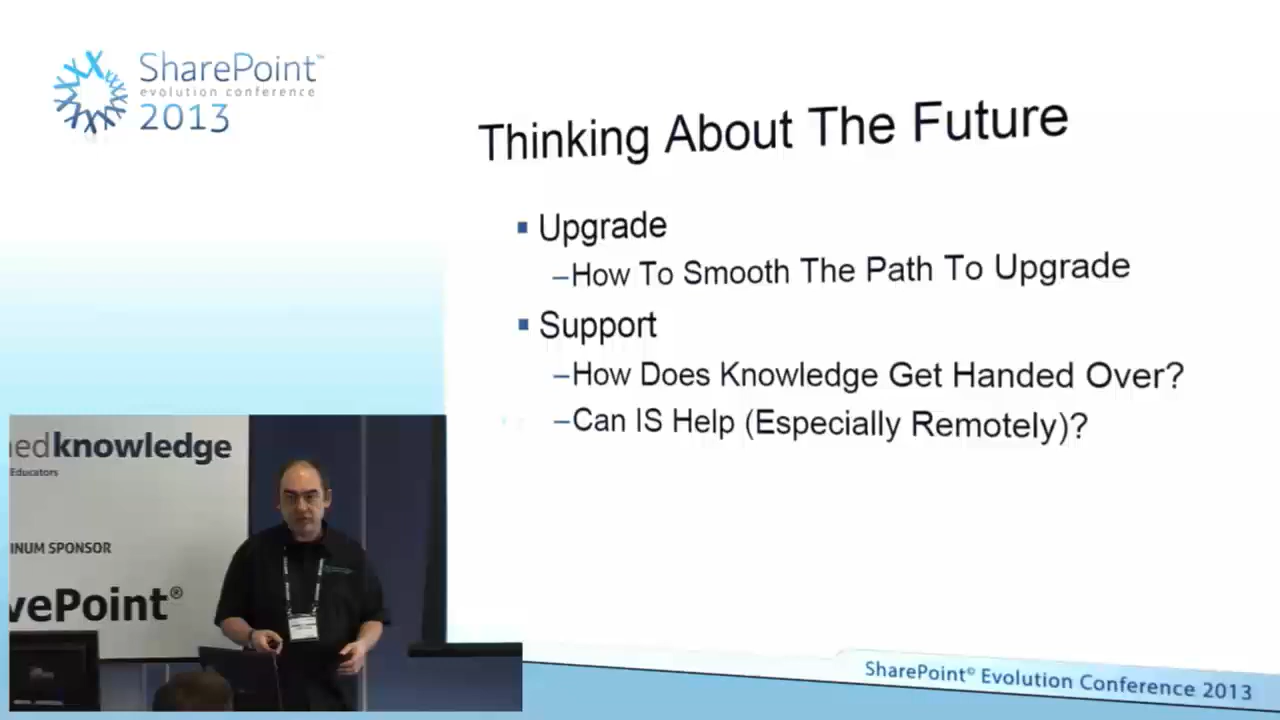 SharePoint™
evolution conference
2013
Thinking About The Future
▪ Upgrade
–How To Smooth The Path To Upgrade
▪ Support
–How Does Knowledge Get Handed Over?
–Can IS Help (Especially Remotely)?
ned knowledge
Educators
INUM SPONSOR
vePoint®
SharePoint® Evolution Conference 2013